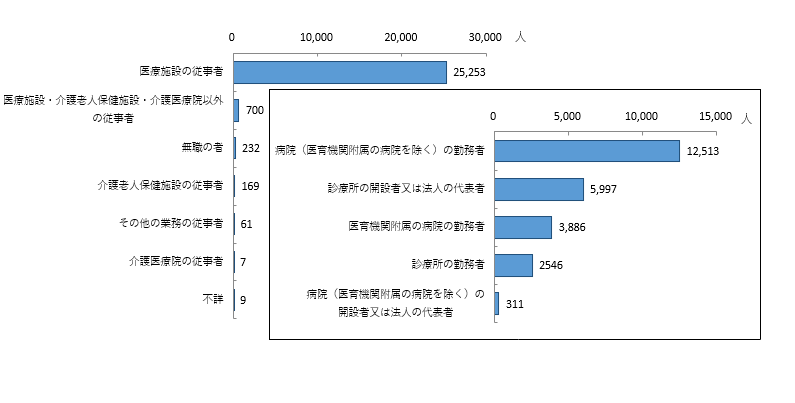 0 10,000 20,000 30,000 人
医療施設の従事者 25,253
医療施設・介護老人保健施設・介護医療院以外
の従事者 700
無職の者 232
介護老人保健施設の従事者 169
その他の業務の従事者 61
介護医療院の従事者 7
不詳 9
0 5,000 10,000 15,000 人
病院（医育機関附属の病院を除く）の勤務者 12,513
診療所の開設者又は法人の代表者 5,997
医育機関附属の病院の勤務者 3,886
診療所の勤務者 2546
病院（医育機関附属の病院を除く）の
開設者又は法人の代表者 311